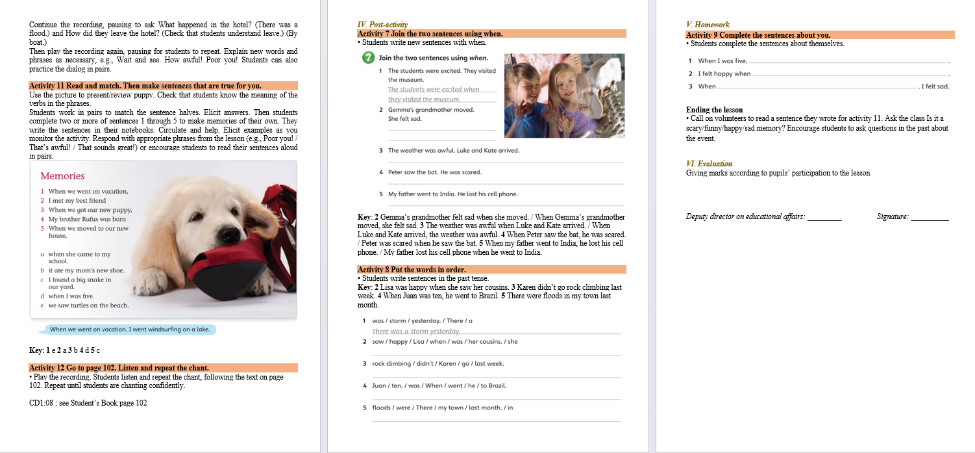 Continue the recording, pausing to ask What happened in the hotel? (There was a
flood.) and How did they leave the hotel? (Check that students understand leave.) (By
boat.)
Then play the recording again, pausing for students to repeat. Explain new words and
phrases as necessary, e.g., Wait and see. How awful! Poor you! Students can also
practice the dialog in pairs.
Activity 11 Read and match. Then make sentences that are true for you.
Use the picture to present/review puppy. Check that students know the meaning of the
verbs in the phrases.
Students work in pairs to match the sentence halves. Elicit answers. Then students
complete two or more of sentences 1 through 5 to make memories of their own. They
write the sentences in their notebooks. Circulate and help. Elicit examples as you
monitor the activity. Respond with appropriate phrases from the lesson (e.g., Poor you! /
That's awful! / That sounds great!) or encourage students to read their sentences aloud
in pairs.
Memories
1 When we went on vacation,
2 I met my best friend
3 When we got our new puppy,
4 My brother Rufus was born
5 When we moved to our new
house,
a when she came to my
school.
b it ate my mom's new shoe.
c I found a big snake in
our yard.
d when I was five.
e we saw turtles on the beach.
When we went on vacation, I went windsurfing on a lake.
Key: 1 e 2 a 3 b 4 d 5 c
Activity 12 Go to page 102. Listen and repeat the chant.
• Play the recording. Students listen and repeat the chant, following the text on page
102. Repeat until students are chanting confidently.
CD1:08 : see Student's Book page 102
IV. Post-activity
Activity 7 Join the two sentences using when.
• Students write new sentences with when.
7 Join the two sentences using when.
1 The students were excited. They visited
the museum.
The students were excited when
they visited the museum.
2 Gemma's grandmother moved.
She felt sad.
3 The weather was awful. Luke and Kate arrived.
4 Peter saw the bat. He was scared.
5 My father went to India. He lost his cell phone.
Key: 2 Gemma's grandmother felt sad when she moved. / When Gemma's grandmother
moved, she felt sad. 3 The weather was awful when Luke and Kate arrived. / When
Luke and Kate arrived, the weather was awful. 4 When Peter saw the bat, he was scared.
/ Peter was scared when he saw the bat. 5 When my father went to India, he lost his cell
phone. / My father lost his cell phone when he went to India.
Activity 8 Put the words in order.
• Students write sentences in the past tense.
Key: 2 Lisa was happy when she saw her cousins. 3 Karen didn't go rock climbing last
week. 4 When Juan was ten, he went to Brazil. 5 There were floods in my town last
month.
1 was / storm / yesterday. / There / a
There was a storm yesterday.
2 saw / happy / Lisa / when / was / her cousins. / she
3 rock climbing / didn't / Karen / go / last week.
4 Juan / ten, / was / When / went / he / to Brazil.
5 floods / were / There / my town / last month. / in
V. Homework
Activity 9 Complete the sentences about you.
• Students complete the sentences about themselves.
1 When I was five, .
2 I felt happy when .
3 When , I felt sad.
Ending the lesson
• Call on volunteers to read a sentence they wrote for activity 11. Ask the class Is it a
scary/funny/happy/sad memory? Encourage students to ask questions in the past about
the event.
VI. Evaluation
Giving marks according to pupils' participation to the lesson
Deputy director on educational affairs: ________ Signature: ________